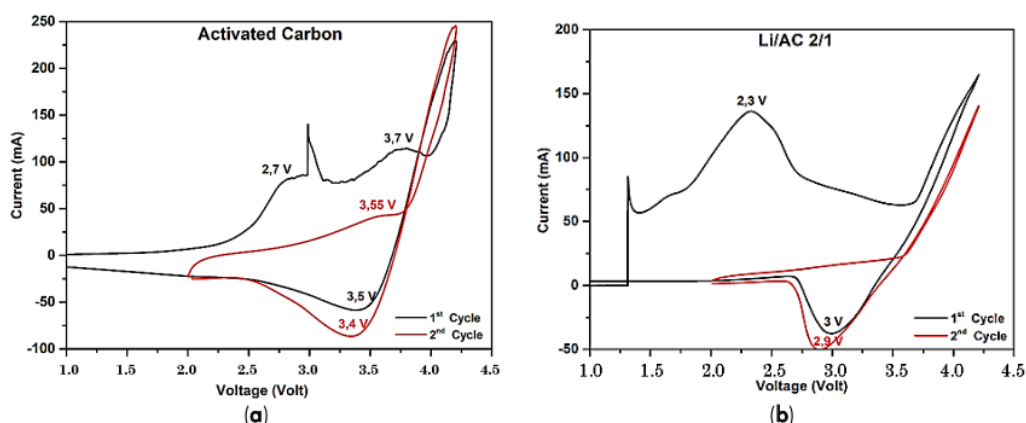 Activated Carbon
250
200
150
100
50
0
-50
-100
Current (mA)
2,7 V
3,7 V
3,55 V
3,5 V
3,4 V
1st Cycle
2nd Cycle
1.0 1.5 2.0 2.5 3.0 3.5 4.0 4.5
Voltage (Volt)
(a)
Li/AC 2/1
200
150
100
50
0
-50
Current (mA)
2,3 V
3 V
2,9 V
1st Cycle
2nd Cycle
1.0 1.5 2.0 2.5 3.0 3.5 4.0 4.5
Voltage (Volt)
(b)